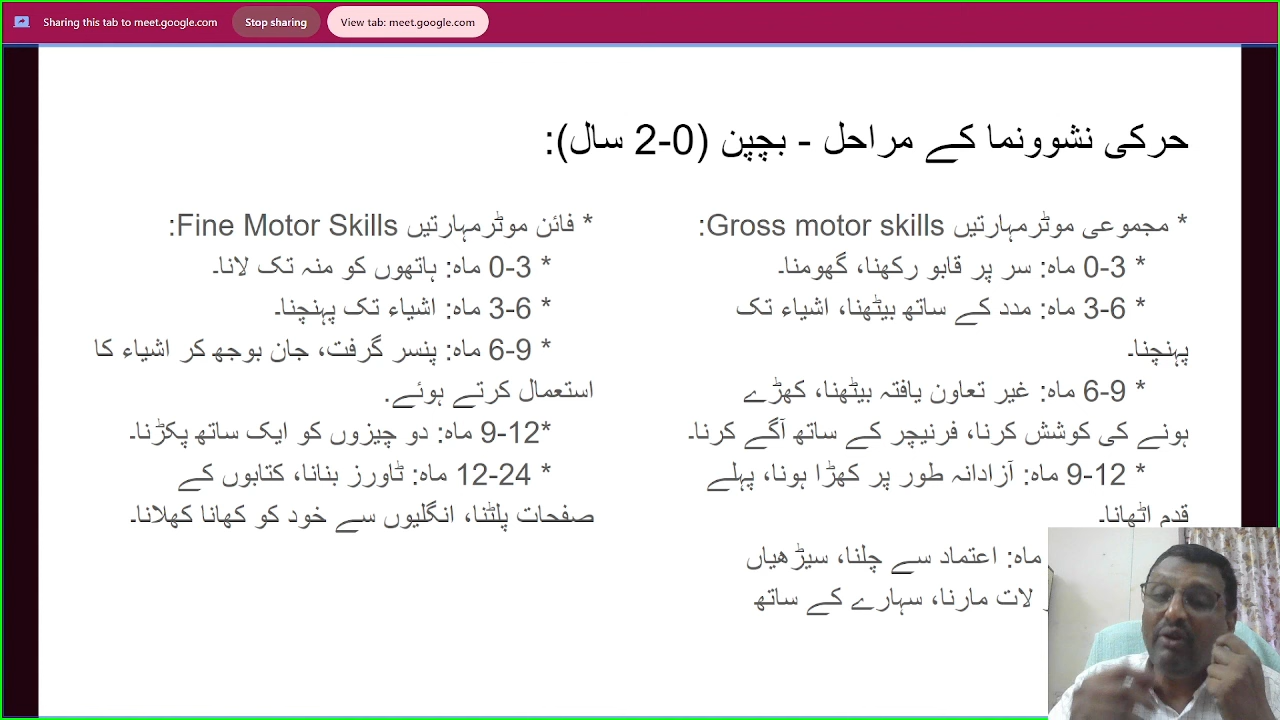 Sharing this tab to meet.google.com
Stop sharing
View tab: meet.google.com
حرکی نشوونما کے مراحل - بچپن (0-2 سال):
* مجموعی موٹرمہارتیں Gross motor skills:
* 0-3 ماہ: سر پر قابو رکھنا، گھومنا۔
* 3-6 ماہ: مدد کے ساتھ بیٹھنا، اشیاء تک
پہنچنا۔
* 6-9 ماہ: غیر تعاون یافتہ بیٹھنا، کھڑے
ہونے کی کوشش کرنا، فرنیچر کے ساتھ آگے کرنا۔
* 9-12 ماہ: آزادانہ طور پر کھڑا ہونا، پہلے
قدم اٹھانا۔
ماہ: اعتماد سے چلنا، سیڑھیاں
لات مارنا، سہارے کے ساتھ
* فائن موٹرمہارتیں Fine Motor Skills:
* 0-3 ماہ: ہاتھوں کو منہ تک لانا۔
* 3-6 ماہ: اشیاء تک پہنچنا۔
* 6-9 ماہ: پنسر گرفت، جان بوجھ کر اشیاء کا
استعمال کرتے ہوئے.
*9-12 ماہ: دو چیزوں کو ایک ساتھ پکڑنا۔
* 12-24 ماہ: ٹاورز بنانا، کتابوں کے
صفحات پلٹنا، انگلیوں سے خود کو کھانا کھلانا۔